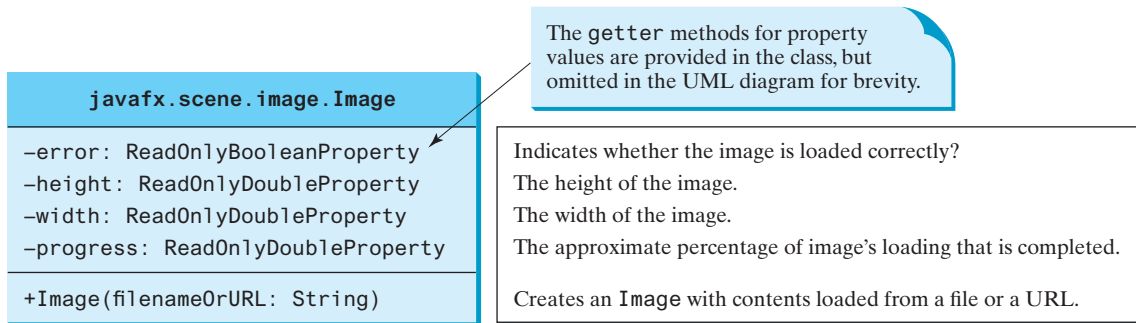 The getter methods for property
values are provided in the class, but
omitted in the UML diagram for brevity.
javafx.scene.image.Image
–error: ReadOnlyBooleanProperty
Indicates whether the image is loaded correctly?
–height: ReadOnlyDoubleProperty
The height of the image.
–width: ReadOnlyDoubleProperty
The width of the image.
–progress: ReadOnlyDoubleProperty
The approximate percentage of image's loading that is completed.
+Image(filenameOrURL: String)
Creates an Image with contents loaded from a file or a URL.